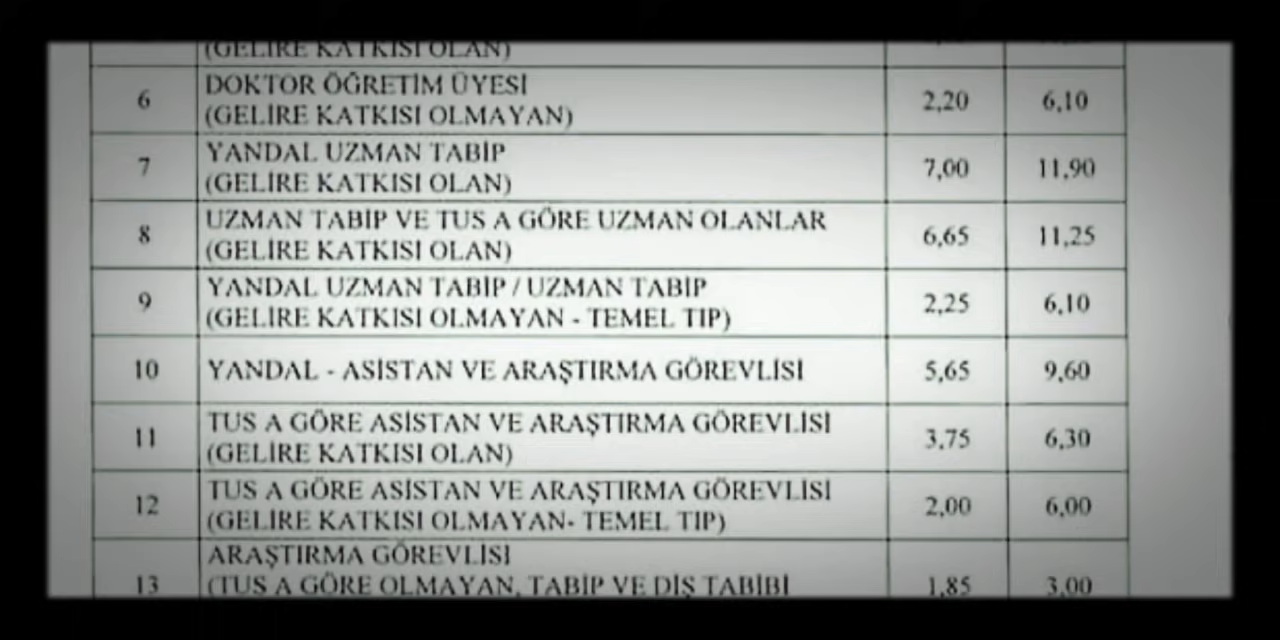 (GELİRE KATKISI OLAN)
6 DOKTOR ÖĞRETİM ÜYESİ
(GELİRE KATKISI OLMAYAN) 2,20 6,10
7 YANDAL UZMAN TABİP
(GELİRE KATKISI OLAN) 7,00 11,90
8 UZMAN TABİP VE TUS A GÖRE UZMAN OLANLAR
(GELİRE KATKISI OLAN) 6,65 11,25
9 YANDAL UZMAN TABİP / UZMAN TABİP
(GELİRE KATKISI OLMAYAN - TEMEL TIP) 2,25 6,10
10 YANDAL - ASİSTAN VE ARAŞTIRMA GÖREVLİSİ 5,65 9,60
11 TUS A GÖRE ASİSTAN VE ARAŞTIRMA GÖREVLİSİ
(GELİRE KATKISI OLAN) 3,75 6,30
12 TUS A GÖRE ASİSTAN VE ARAŞTIRMA GÖREVLİSİ
(GELİRE KATKISI OLMAYAN- TEMEL TIP) 2,00 6,00
ARAŞTIRMA GÖREVLİSİ
13 (TUS A GÖRE OLMAYAN, TABİP VE DİŞ TABİBİ 1,85 3,00